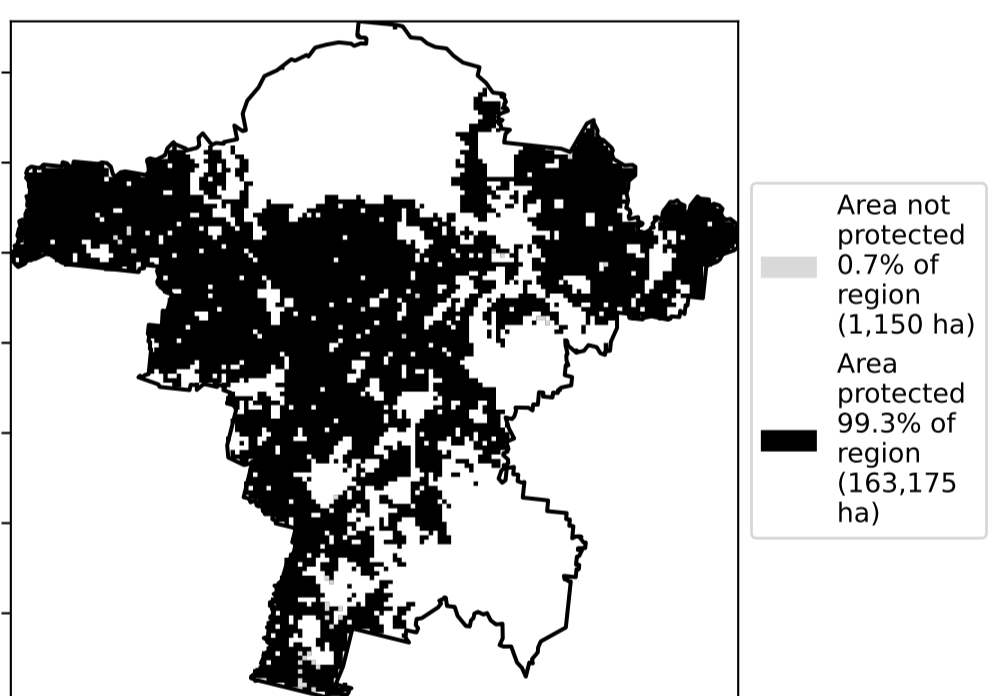 Area not
protected
0.7% of
region
(1,150 ha)
Area
protected
99.3% of
region
(163,175
ha)